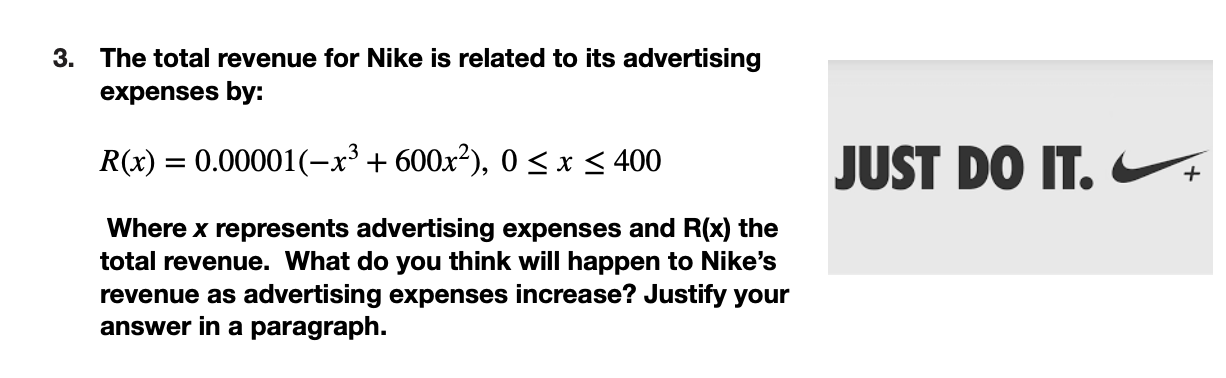 3. The total revenue for Nike is related to its advertising
expenses by:
R(x) = 0.00001(−x³ + 600x²), 0 ≤ x ≤ 400
Where x represents advertising expenses and R(x) the
total revenue. What do you think will happen to Nike’s
revenue as advertising expenses increase? Justify your
answer in a paragraph.
JUST DO IT. +